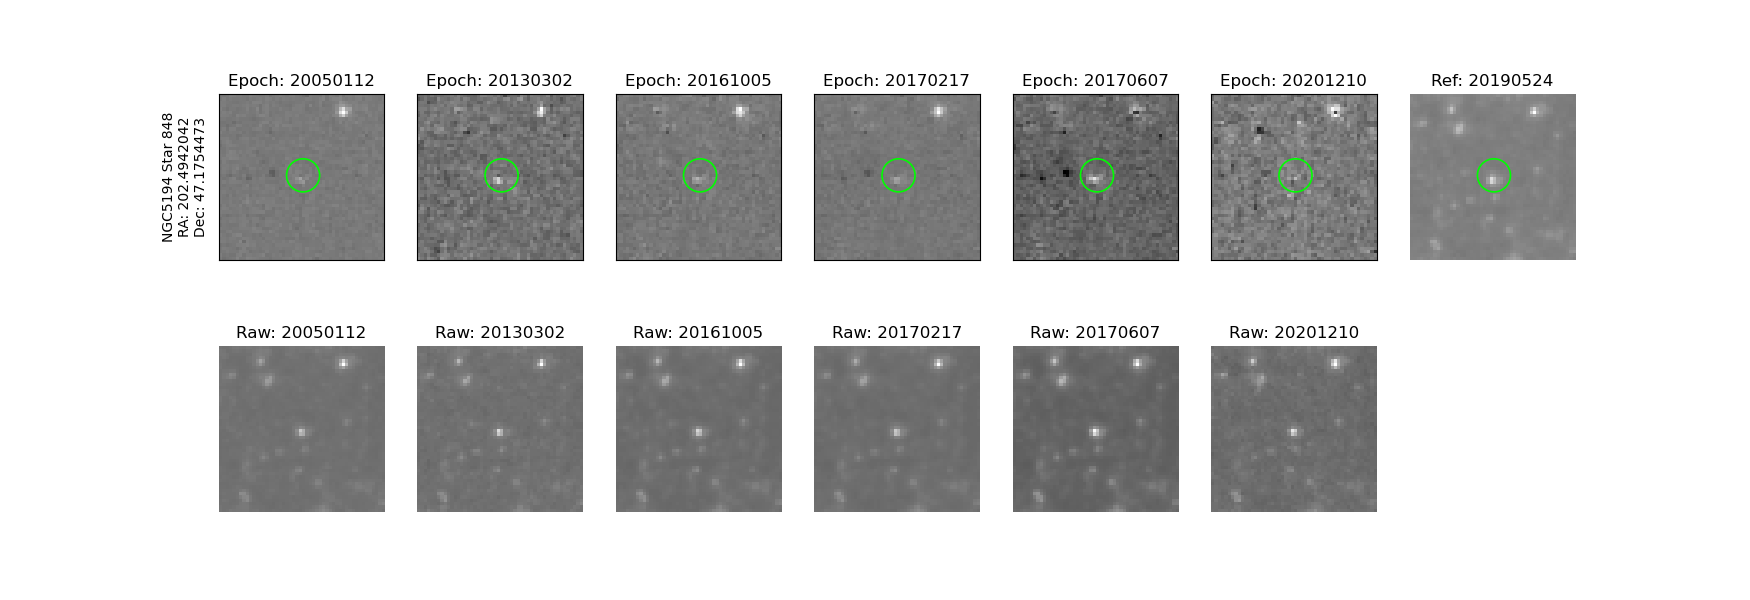 NGC5194 Star 848
RA: 202.4942042
Dec: 47.1754473
Epoch: 20050112
Epoch: 20130302
Epoch: 20161005
Epoch: 20170217
Epoch: 20170607
Epoch: 20201210
Ref: 20190524
Raw: 20050112
Raw: 20130302
Raw: 20161005
Raw: 20170217
Raw: 20170607
Raw: 20201210